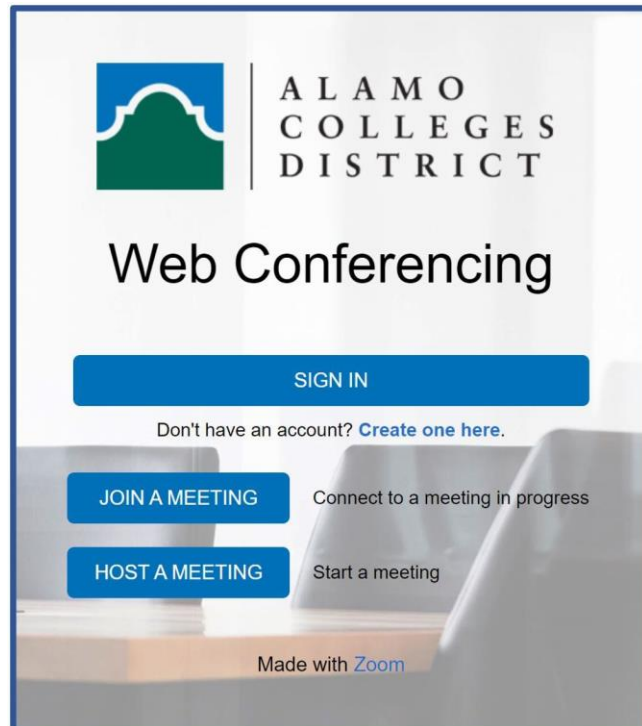 ALAMO
COLLEGES
DISTRICT
Web Conferencing
SIGN IN
Don't have an account? Create one here.
JOIN A MEETING Connect to a meeting in progress
HOST A MEETING Start a meeting
Made with Zoom